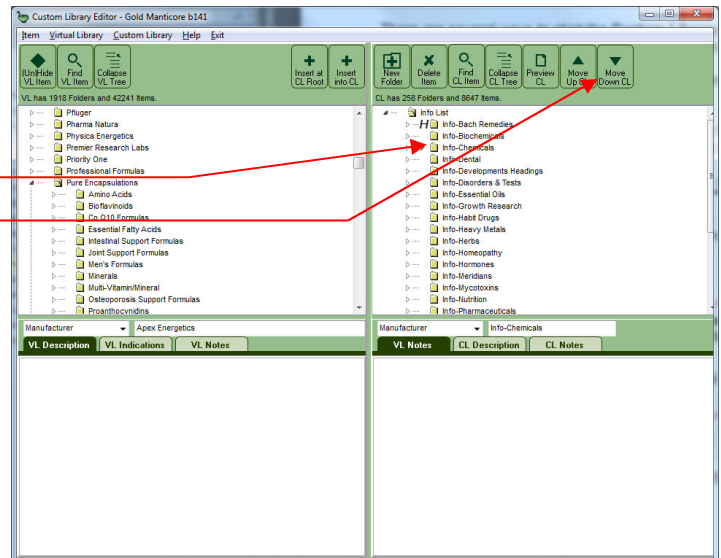 Custom Library Editor - Gold Manticore b141
Item Virtual Library Custom Library Help Exit
(Un)Hide VL Item
Find VL Item
Collapse VL Tree
Insert at CL Root
Insert into CL
New Folder
Delete Item
Find CL Item
Collapse CL Tree
Preview CL
Move Up
Move Down CL
VL has 1918 Folders and 42241 Items.
CL has 258 Folders and 8647 Items.
Pfluger
Pharma Natura
Physica Energetics
Premier Research Labs
Priority One
Professional Formulas
Pure Encapsulations
Amino Acids
Bioflavinoids
Co Q10 Formulas
Essential Fatty Acids
Intestinal Support Formulas
Joint Support Formulas
Men's Formulas
Minerals
Multi-Vitamin/Mineral
Osteoporosis Support Formulas
Proanthocynidins
Info List
H Info-Bach Remedies
Info-Biochemicals
Info-Chemicals
Info-Dental
Info-Developments Headings
Info-Disorders & Tests
Info-Essential Oils
Info-Growth Research
Info-Habit Drugs
Info-Heavy Metals
Info-Herbs
Info-Homeopathy
Info-Hormones
Info-Meridians
Info-Mycotoxins
Info-Nutrition
Info-Pharmaceuticals
Manufacturer Apex Energetics
VL Description VL Indications VL Notes
Manufacturer Info-Chemicals
VL Notes CL Description CL Notes